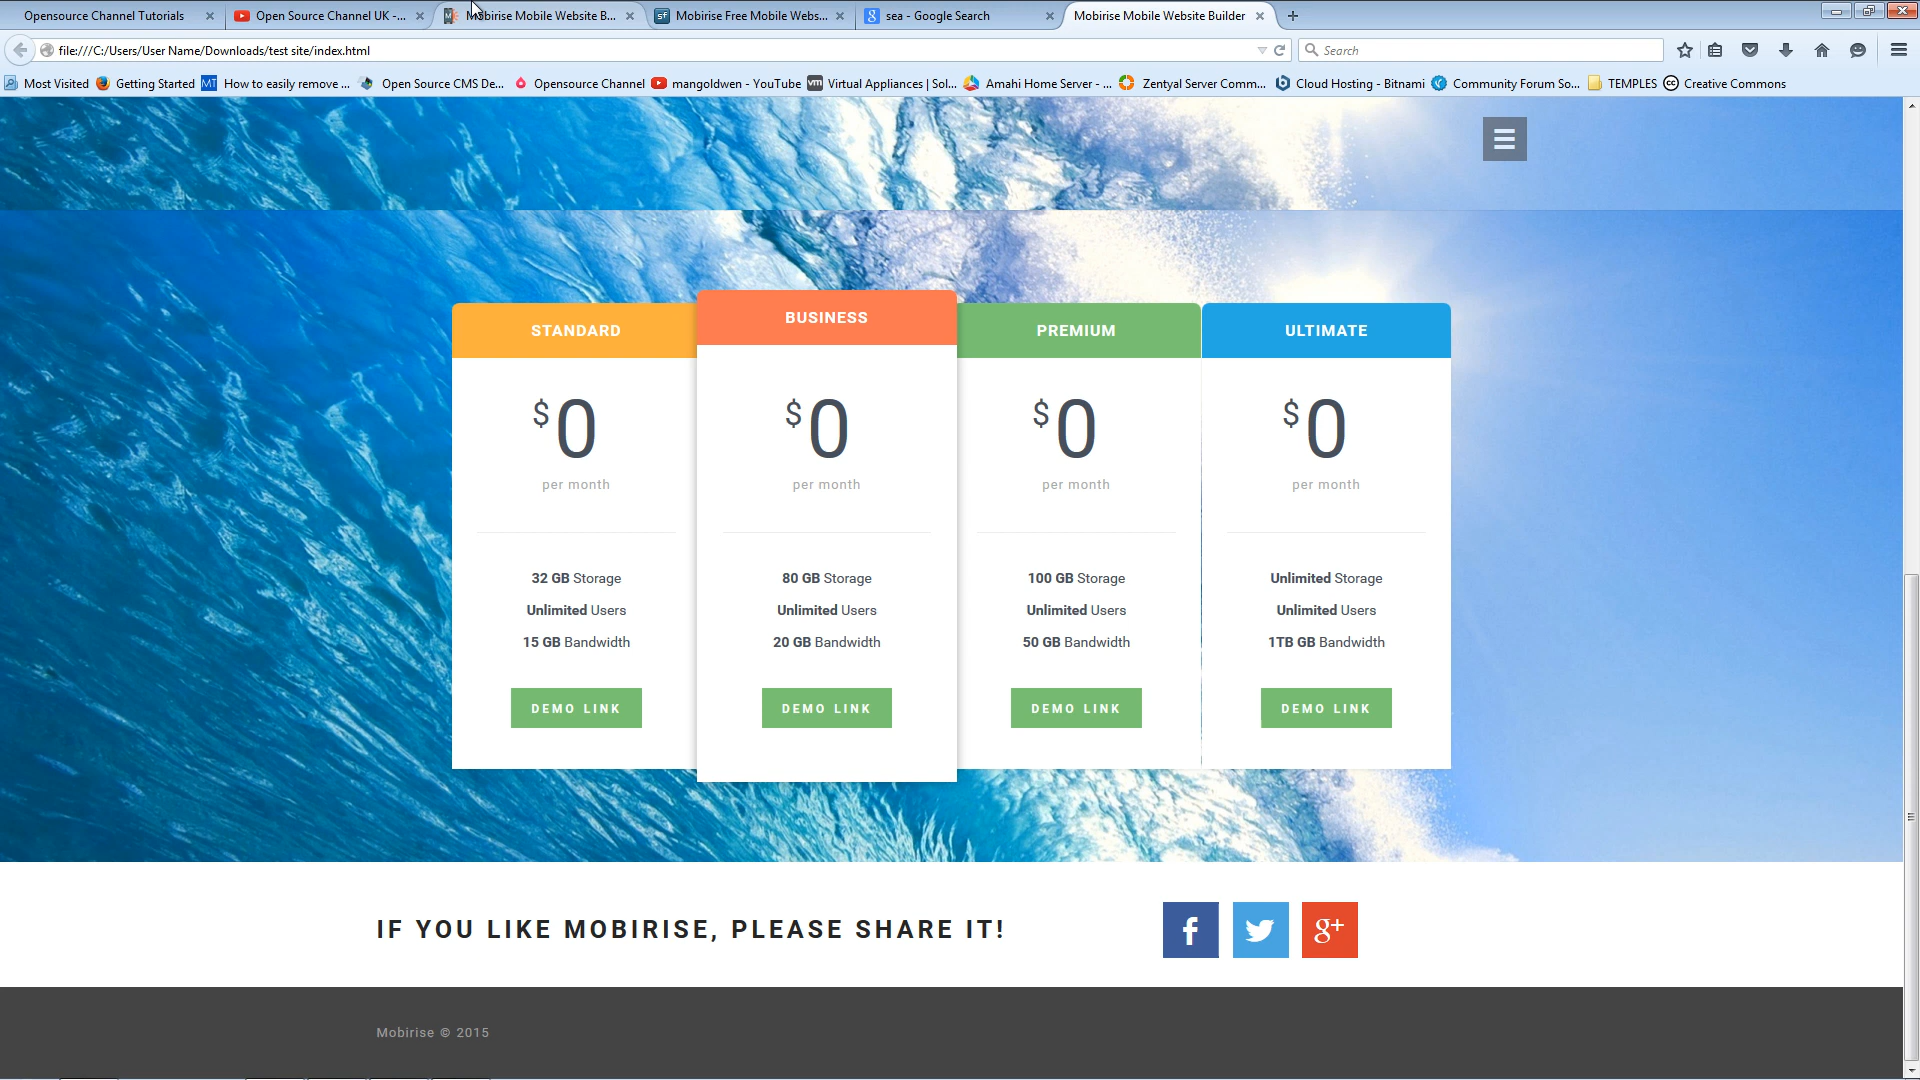 Opensource Channel Tutorials
Open Source Channel UK -...
Mobirise Mobile Website B...
Mobirise Free Mobile Webs...
sea - Google Search
Mobirise Mobile Website Builder
file:///C:/Users/User Name/Downloads/test site/index.html
Search
Most Visited
Getting Started
MT
How to easily remove ...
Open Source CMS De...
Opensource Channel
mangoldwen - YouTube
vm
Virtual Appliances | Sol...
Amahi Home Server - ...
Zentyal Server Comm...
Cloud Hosting - Bitnami
Community Forum So...
TEMPLES
cc
Creative Commons
STANDARD
$0
per month
32 GB Storage
Unlimited Users
15 GB Bandwidth
DEMO LINK
BUSINESS
$0
per month
80 GB Storage
Unlimited Users
20 GB Bandwidth
DEMO LINK
PREMIUM
$0
per month
100 GB Storage
Unlimited Users
50 GB Bandwidth
DEMO LINK
ULTIMATE
$0
per month
Unlimited Storage
Unlimited Users
1TB GB Bandwidth
DEMO LINK
IF YOU LIKE MOBIRISE, PLEASE SHARE IT!
f
g+
Mobirise © 2015